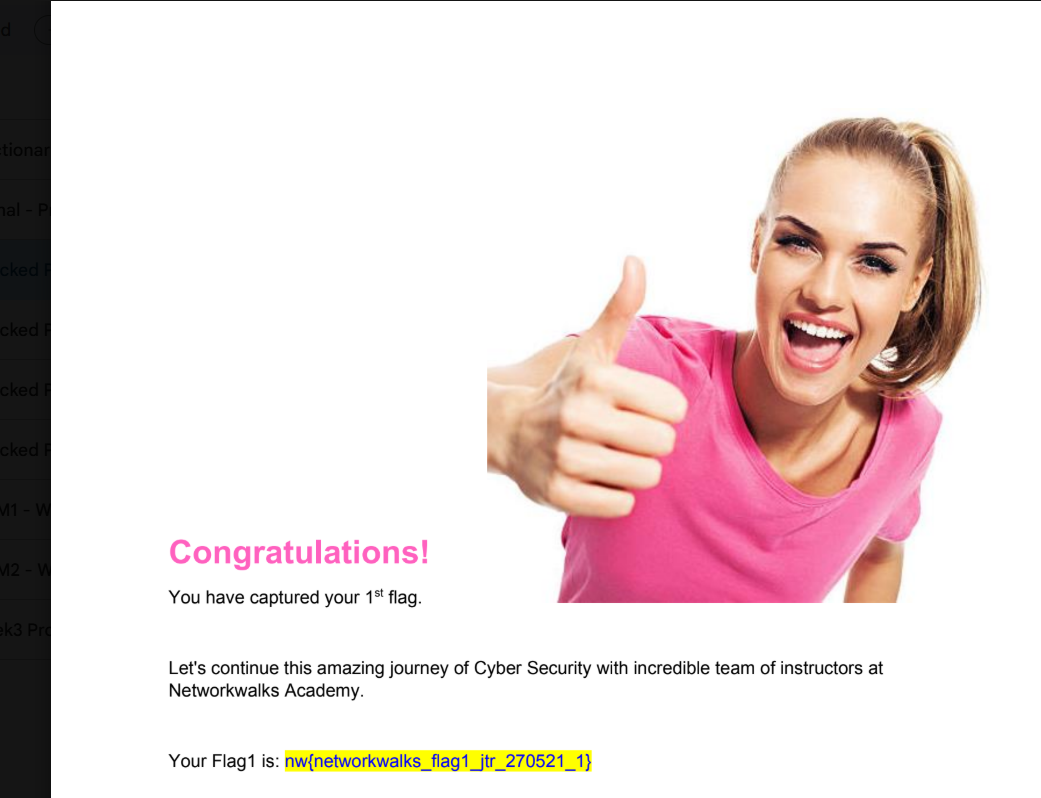 Congratulations!
You have captured your 1st flag.
Let's continue this amazing journey of Cyber Security with incredible team of instructors at
Networkwalks Academy.
Your Flag1 is: nw{networkwalks_flag1_jtr_270521_1}